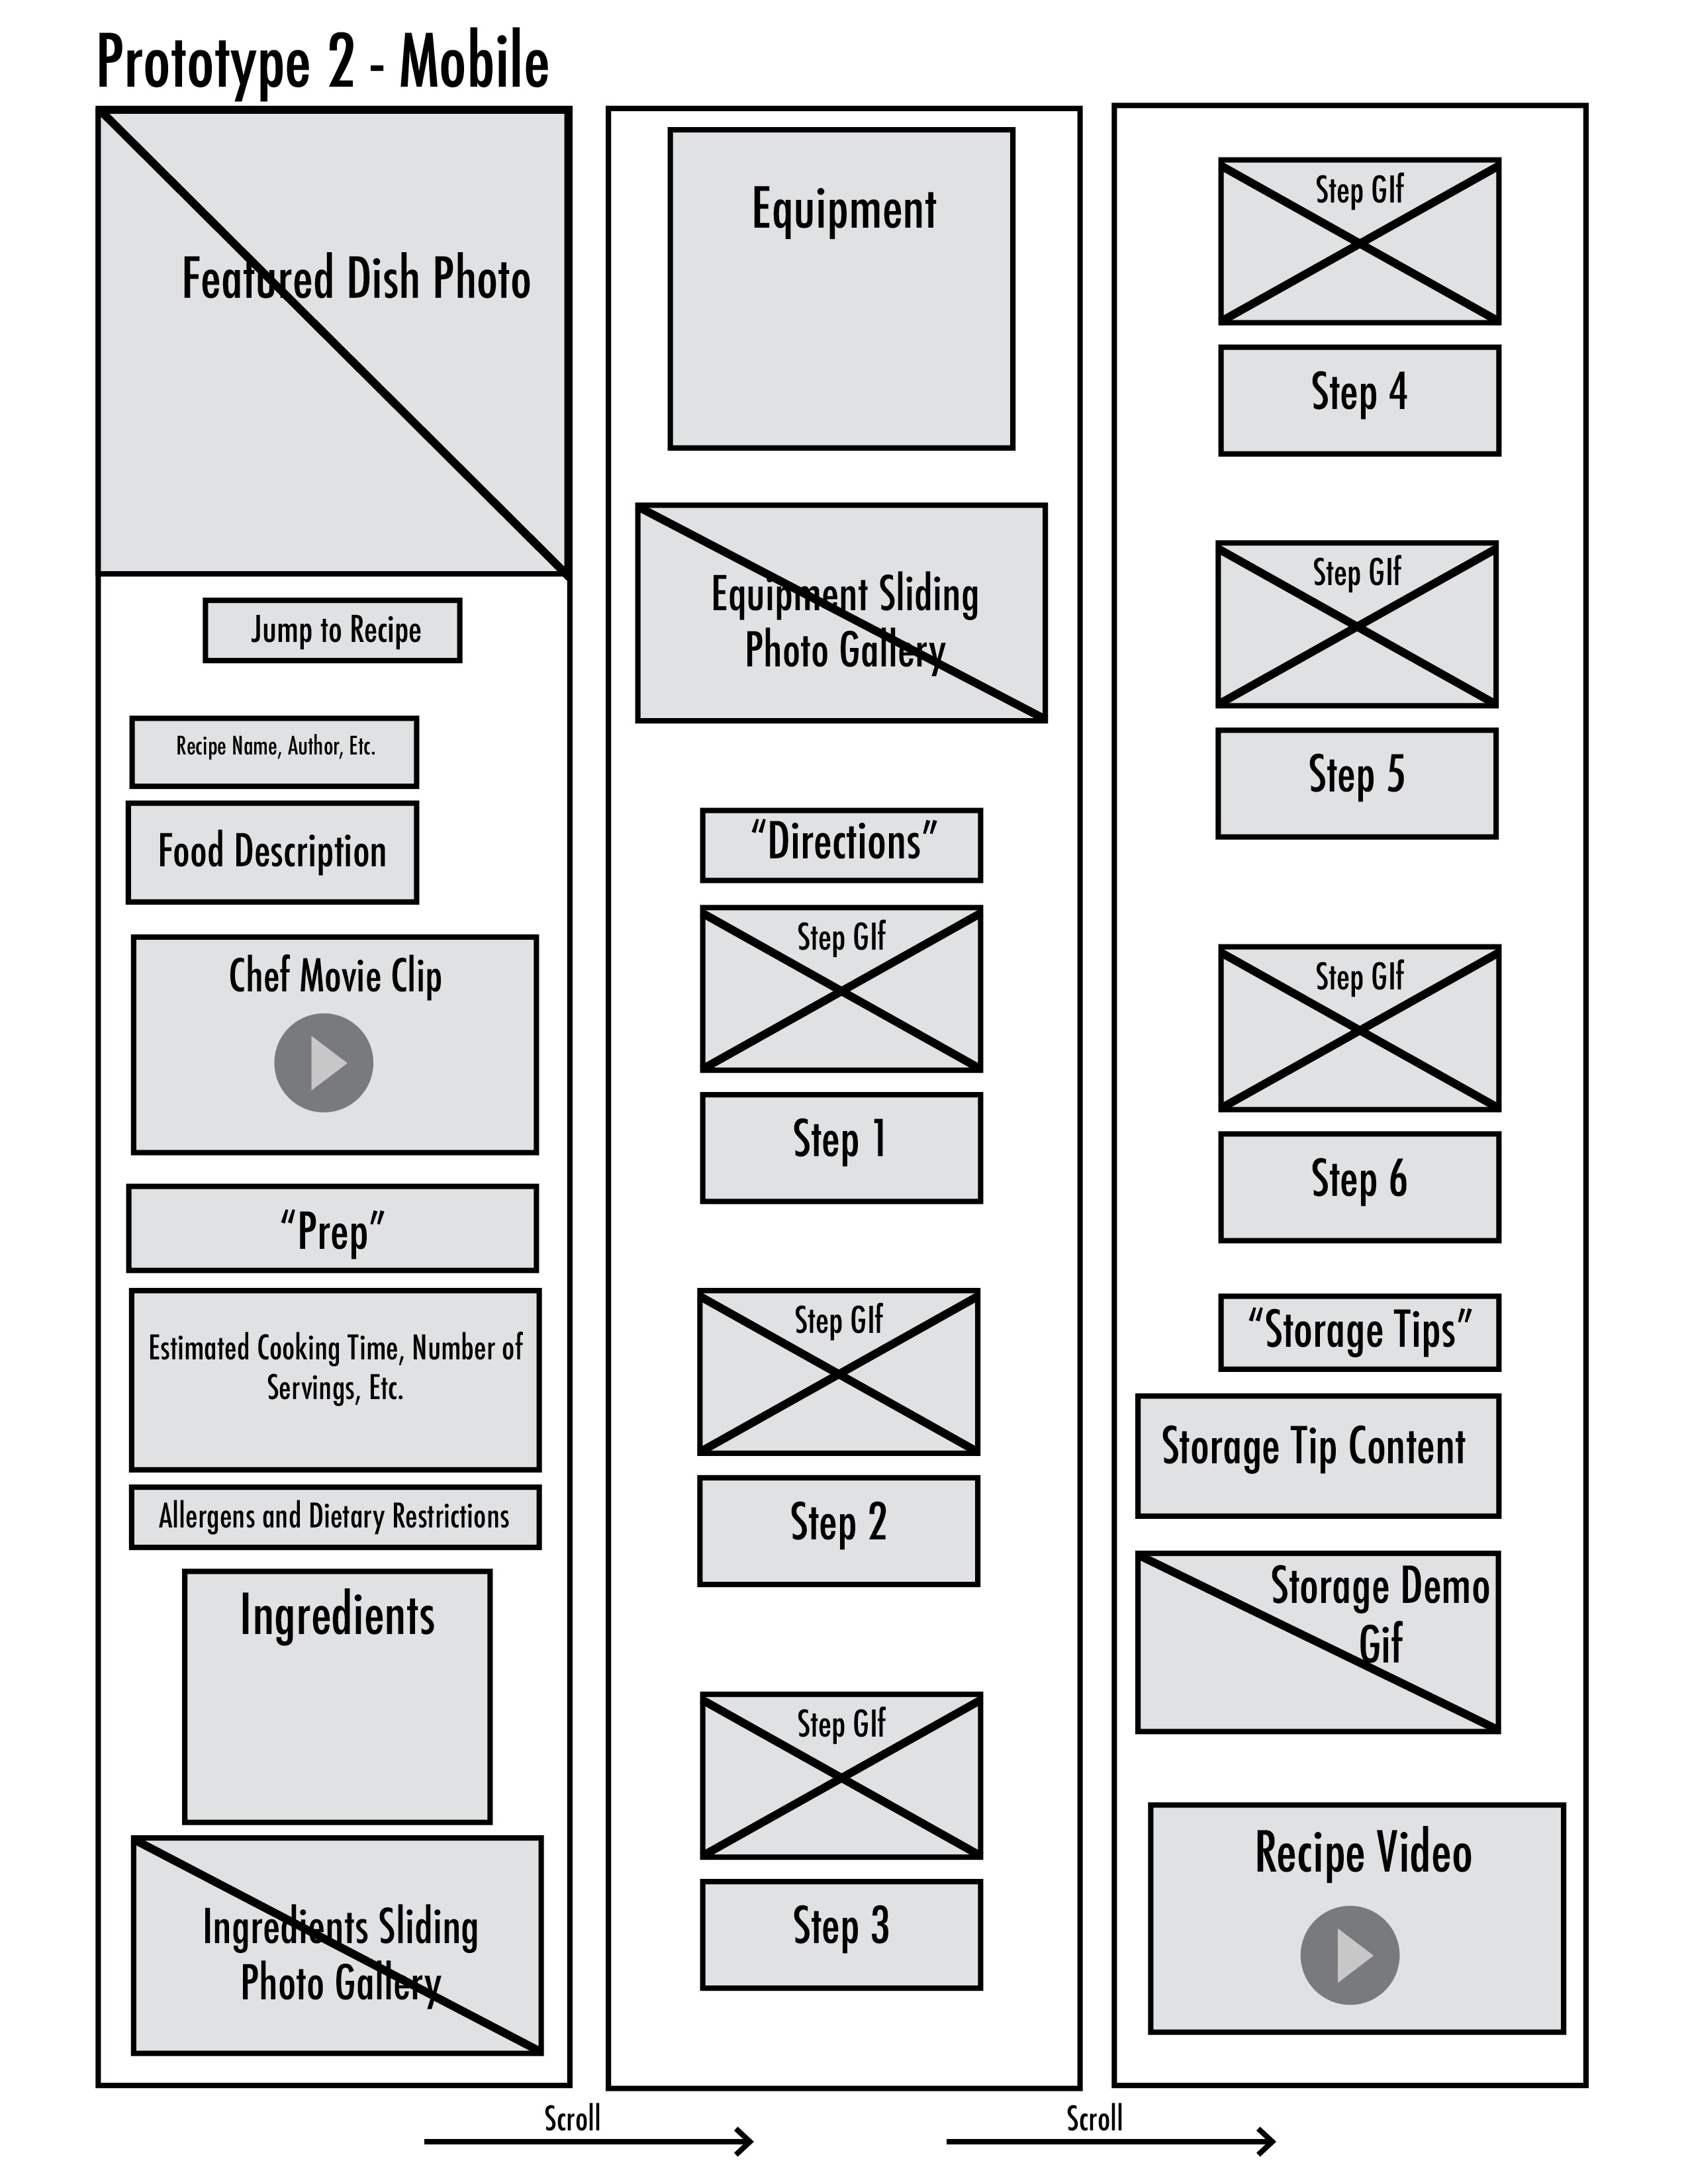 Prototype 2 - Mobile
Featured Dish Photo
Jump to Recipe
Recipe Name, Author, Etc.
Food Description
Chef Movie Clip
“Prep”
Estimated Cooking Time, Number of
Servings, Etc.
Allergens and Dietary Restrictions
Ingredients
Ingredients Sliding
Photo Gallery
Equipment
Equipment Sliding
Photo Gallery
“Directions”
Step GIf
Step 1
Step GIf
Step 2
Step GIf
Step 3
Step GIf
Step 4
Step GIf
Step 5
Step GIf
Step 6
“Storage Tips”
Storage Tip Content
Storage Demo
Gif
Recipe Video
Scroll
Scroll